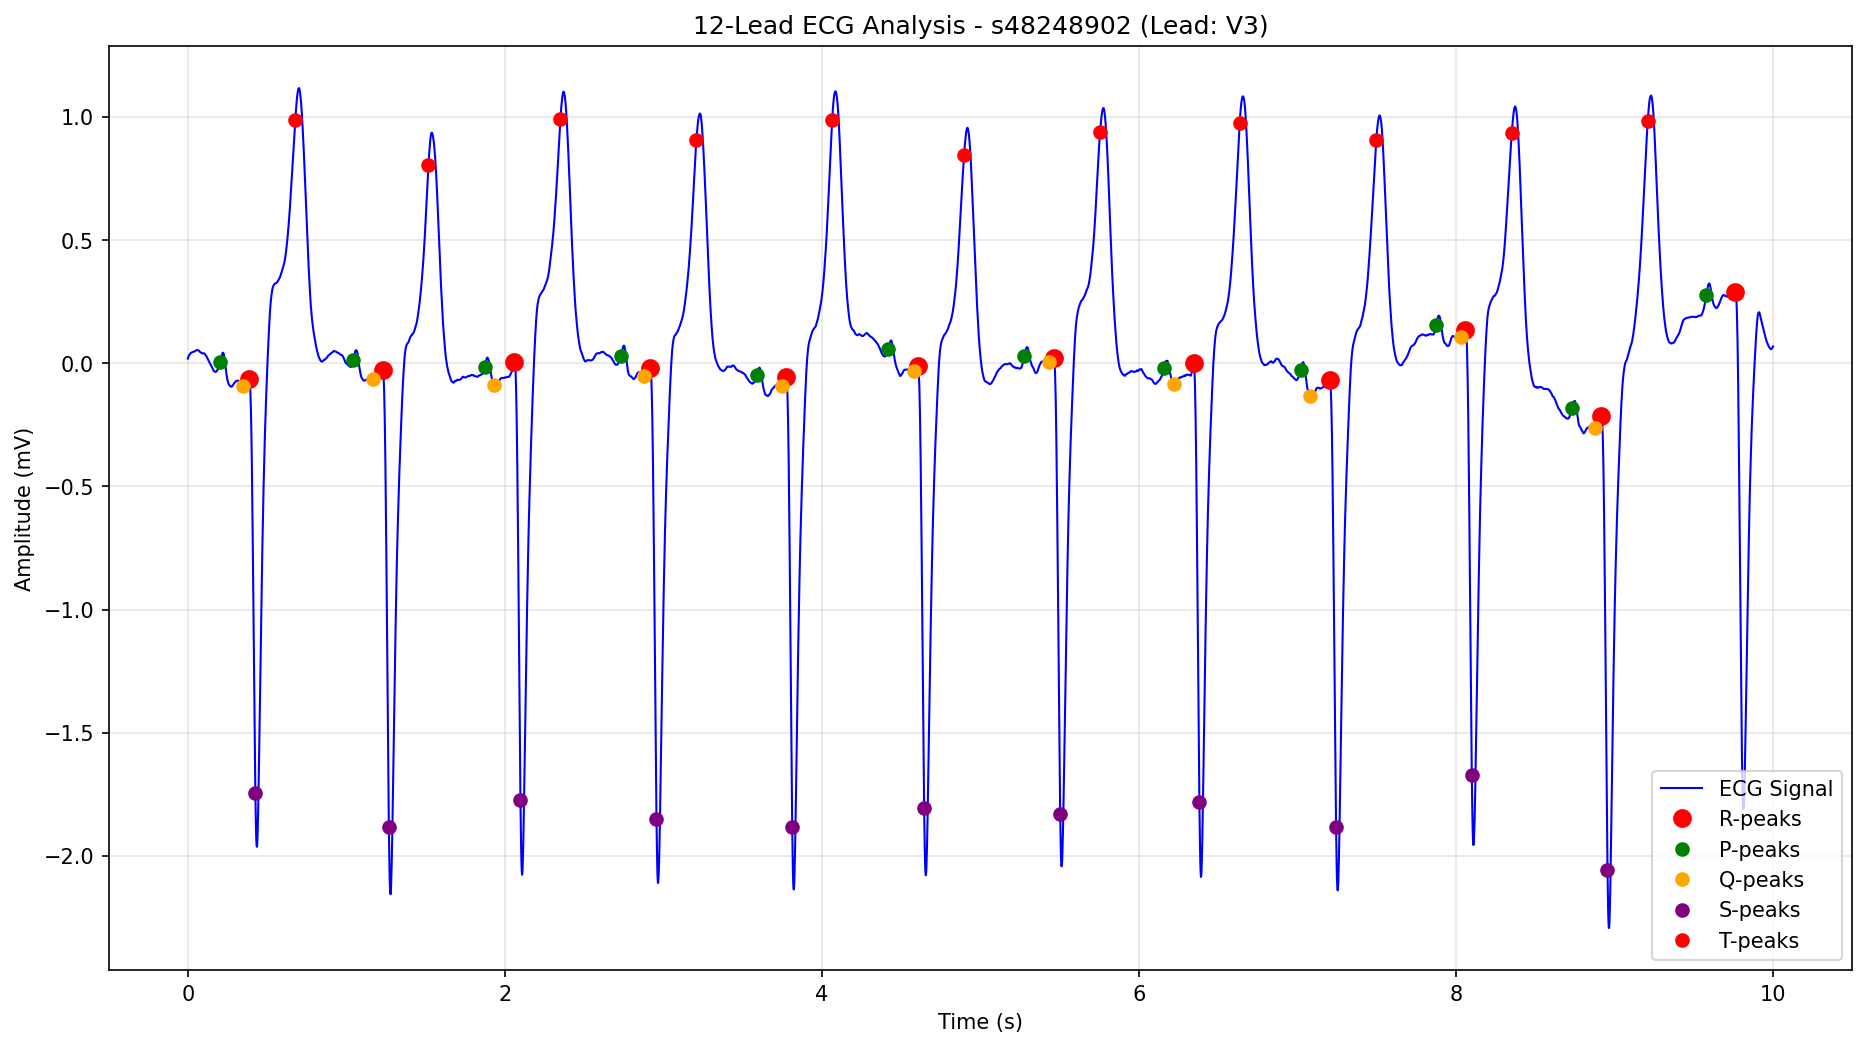 12-Lead ECG Analysis - s48248902 (Lead: V3)
Amplitude (mV)
1.0
0.5
0.0
−0.5
−1.0
−1.5
−2.0
ECG Signal
R-peaks
P-peaks
Q-peaks
S-peaks
T-peaks
0 2 4 6 8 10
Time (s)